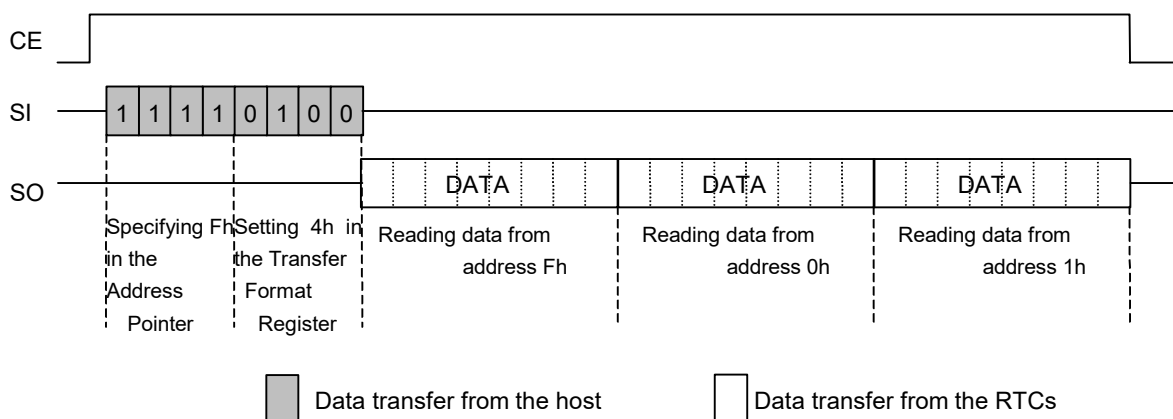 CE
SI
1 1 1 1 0 1 0 0
SO
DATA DATA DATA
Specifying Fh
in the
Address
Pointer
Setting 4h in
the Transfer
Format
Register
Reading data from
address Fh
Reading data from
address 0h
Reading data from
address 1h
Data transfer from the host
Data transfer from the RTCs